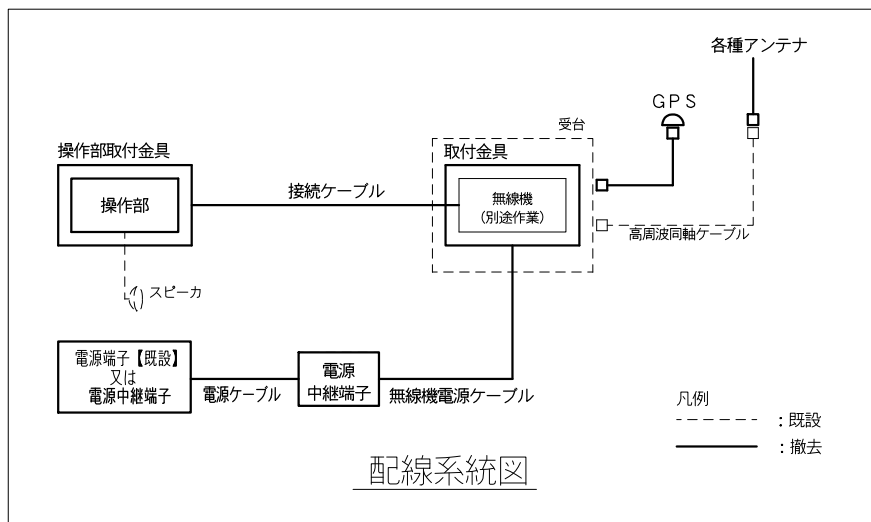 各種アンテナ
GPS
受台
操作部取付金具
取付金具
操作部
接続ケーブル
無線機
(別途作業)
高周波同軸ケーブル
スピーカ
電源端子【既設】
又は
電源中継端子
電源ケーブル
電源
中継端子
無線機電源ケーブル
凡例
：既設
：撤去
配線系統図